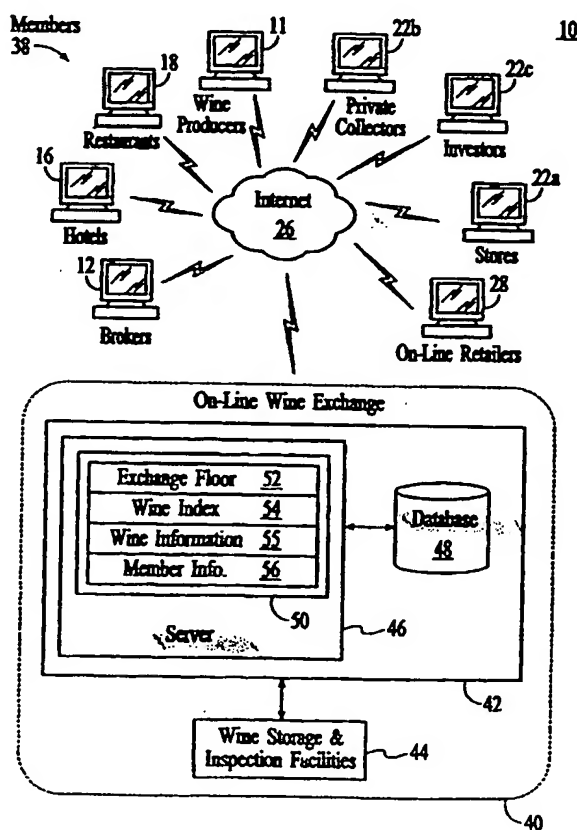 Members
38
10
11
Wine
Producers
22b
Private
Collectors
18
Restaurants
22c
Investors
16
Hotels
Internet
26
22a
Stores
12
Brokers
28
On-Line Retailers
On-Line Wine Exchange
Exchange Floor 52
Wine Index 54
Wine Information 55
Member Info. 56
50
Server
46
Database
48
42
Wine Storage &
Inspection Facilities
44
40